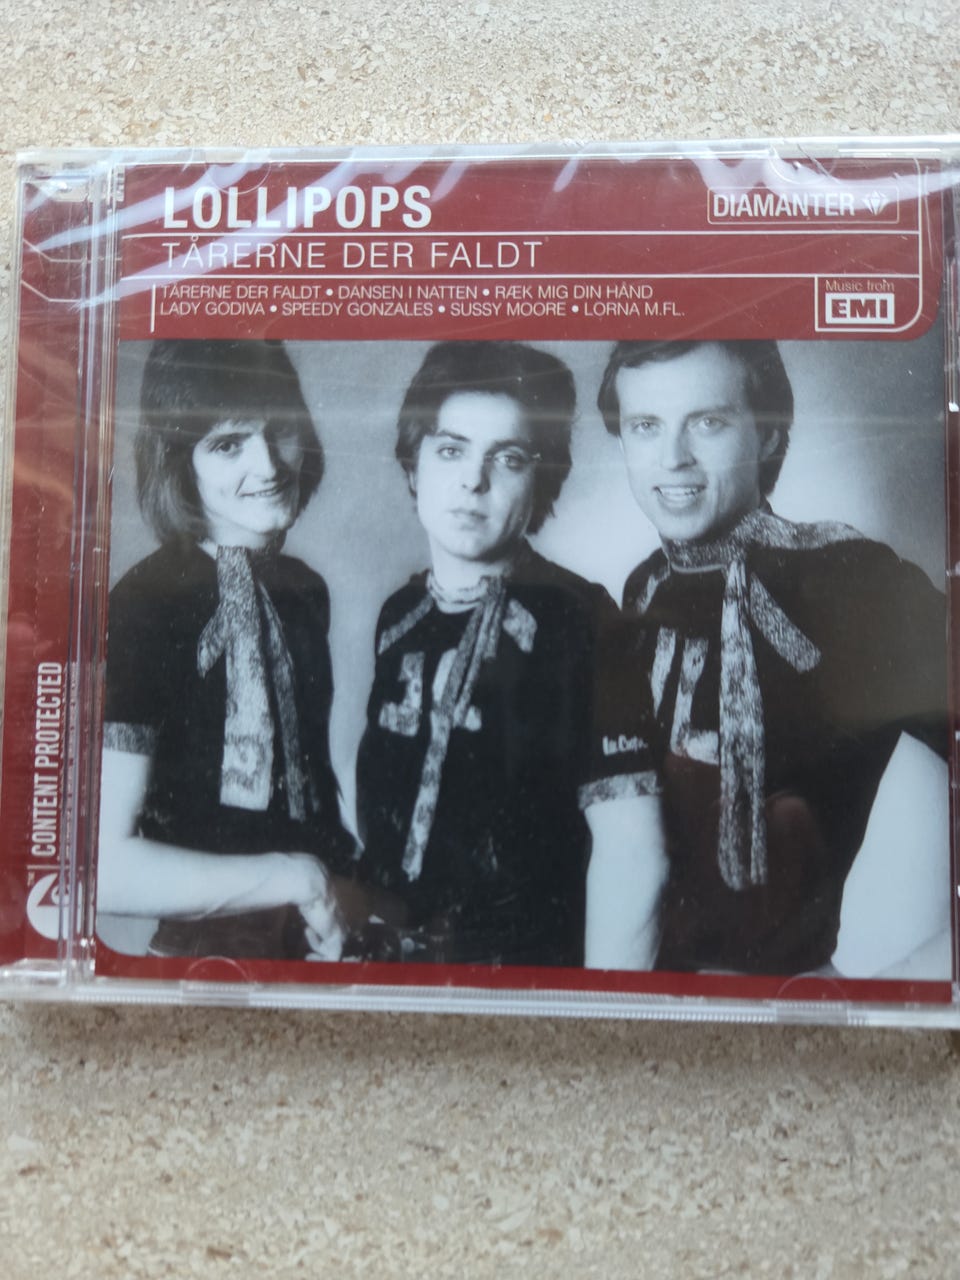 LOLLIPOPS
DIAMANTER
TÅRERNE DER FALDT
TÅRERNE DER FALDT • DANSEN I NATTEN • RÆK MIG DIN HÅND
LADY GODIVA • SPEEDY GONZALES • SUSSY MOORE • LORNA M.FL.
Music from
EMI
CONTENT PROTECTED